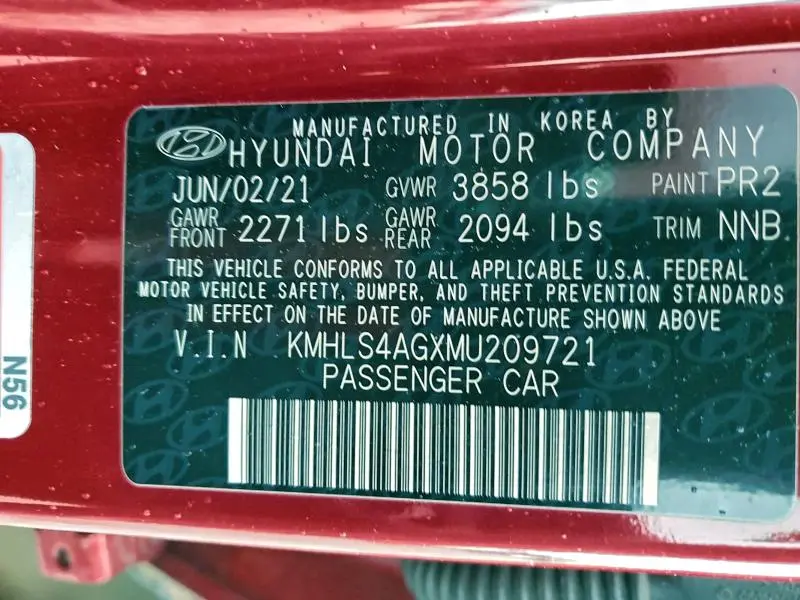 MANUFACTURED IN KOREA BY
HYUNDAI MOTOR COMPANY
JUN/02/21 GVWR 3858 lbs PAINT PR2
GAWR FRONT 2271 lbs GAWR REAR 2094 lbs TRIM NNB
THIS VEHICLE CONFORMS TO ALL APPLICABLE U.S.A. FEDERAL
MOTOR VEHICLE SAFETY, BUMPER, AND THEFT PREVENTION STANDARDS
IN EFFECT ON THE DATE OF MANUFACTURE SHOWN ABOVE
V.I.N KMHLS4AGXMU209721
PASSENGER CAR
N56